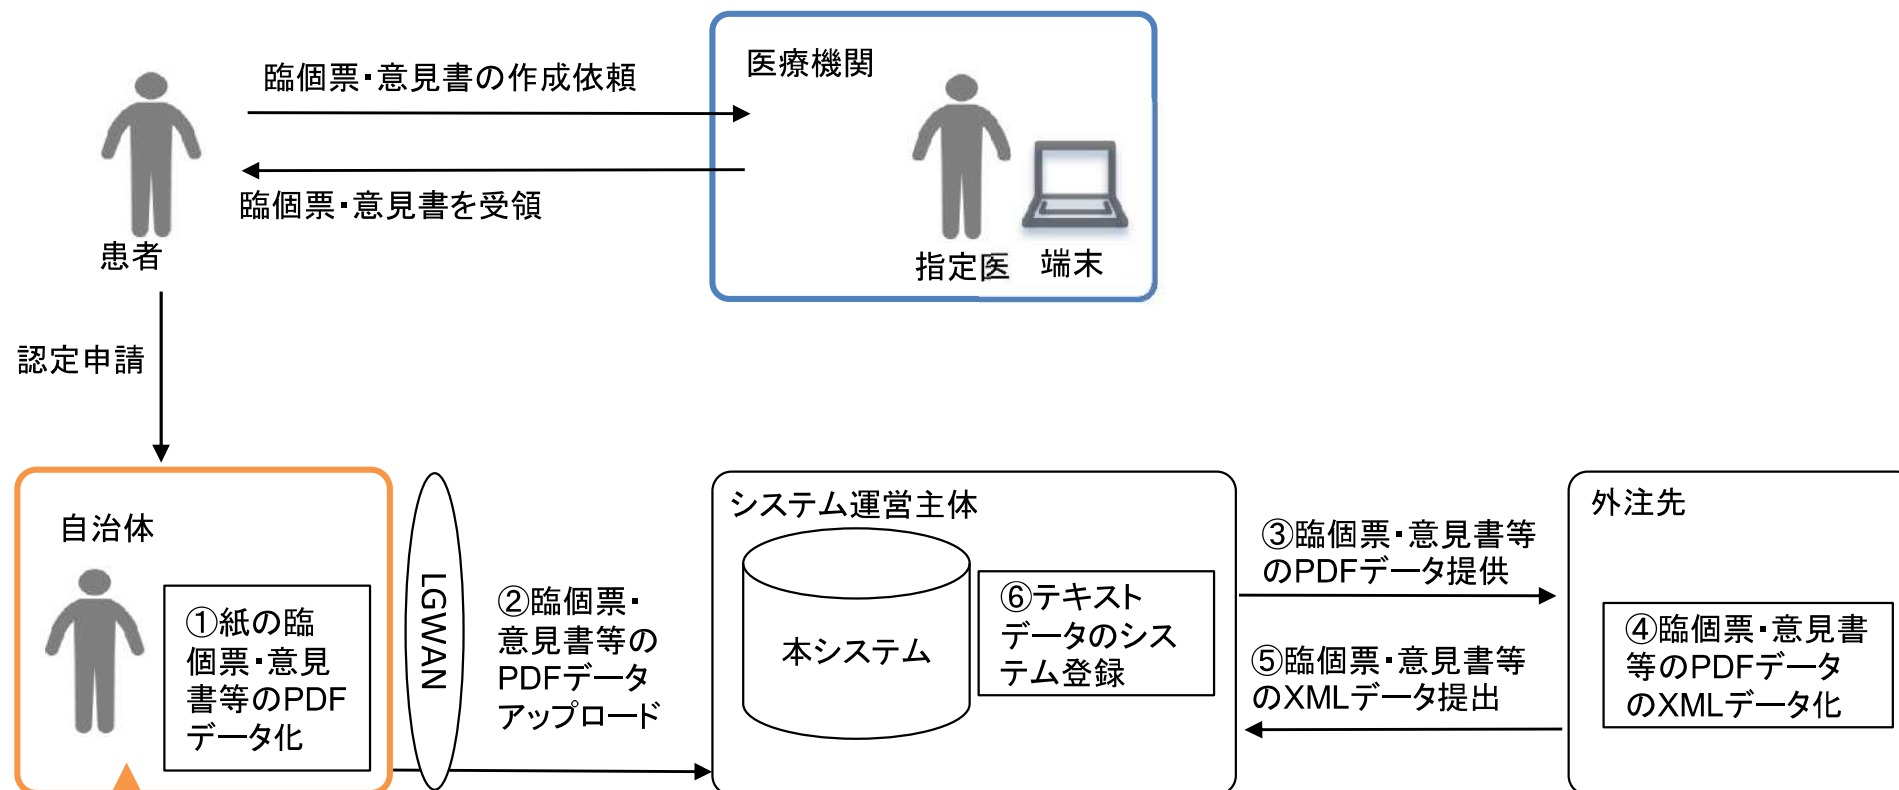 臨個票・意見書の作成依頼
医療機関
臨個票・意見書を受領
患者
指定医
端末
認定申請
自治体
①紙の臨
個票・意見
書等のPDF
データ化
LGWAN
②臨個票・
意見書等の
PDFデータ
アップロード
システム運営主体
本システム
⑥テキスト
データのシス
テム登録
③臨個票・意見書等
のPDFデータ提供
⑤臨個票・意見書等
のXMLデータ提出
外注先
④臨個票・意見書
等のPDFデータ
のXMLデータ化